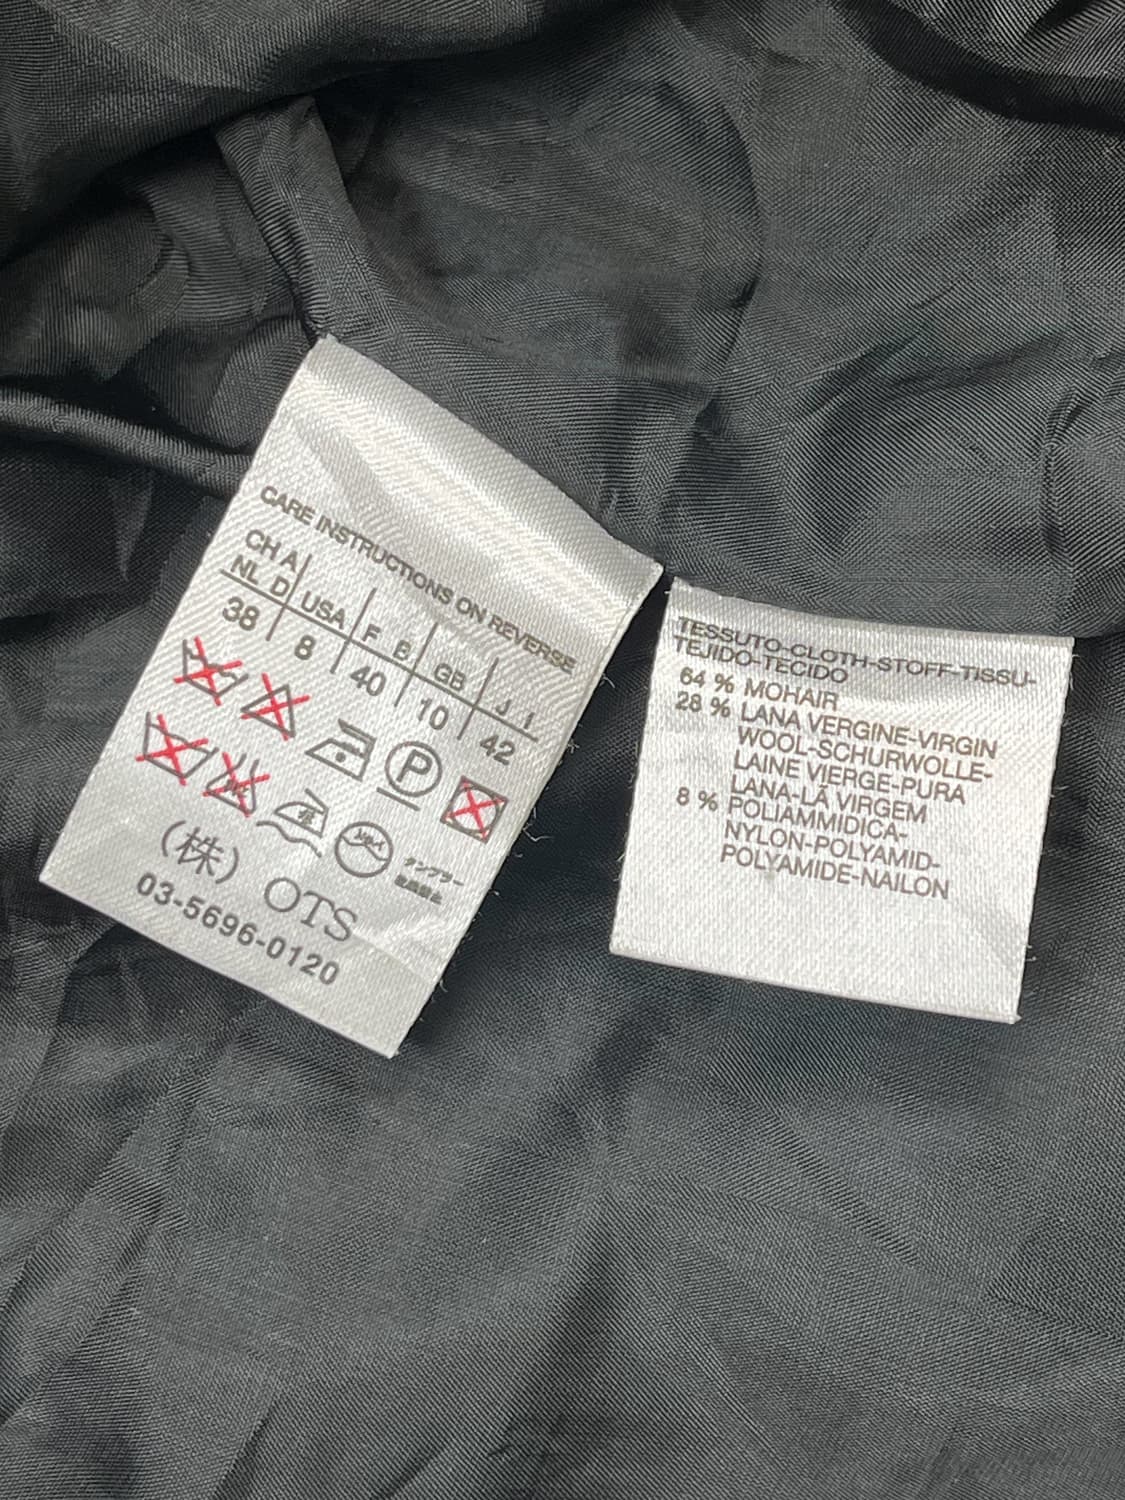 CARE INSTRUCTIONS ON REVERSE
CH A USA F B GB J I
NL D
38 8 40 10 42
P
(株) OTS
03-5696-0120
TESSUTO-CLOTH-STOFF-TISSU-
TEJIDO-TECIDO
64 % MOHAIR
28 % LANA VERGINE-VIRGIN
WOOL-SCHURWOLLE-
LAINE VIERGE-PURA
LANA-LÃ VIRGEM
8 % POLIAMMIDICA-
NYLON-POLYAMID-
POLYAMIDE-NAILON